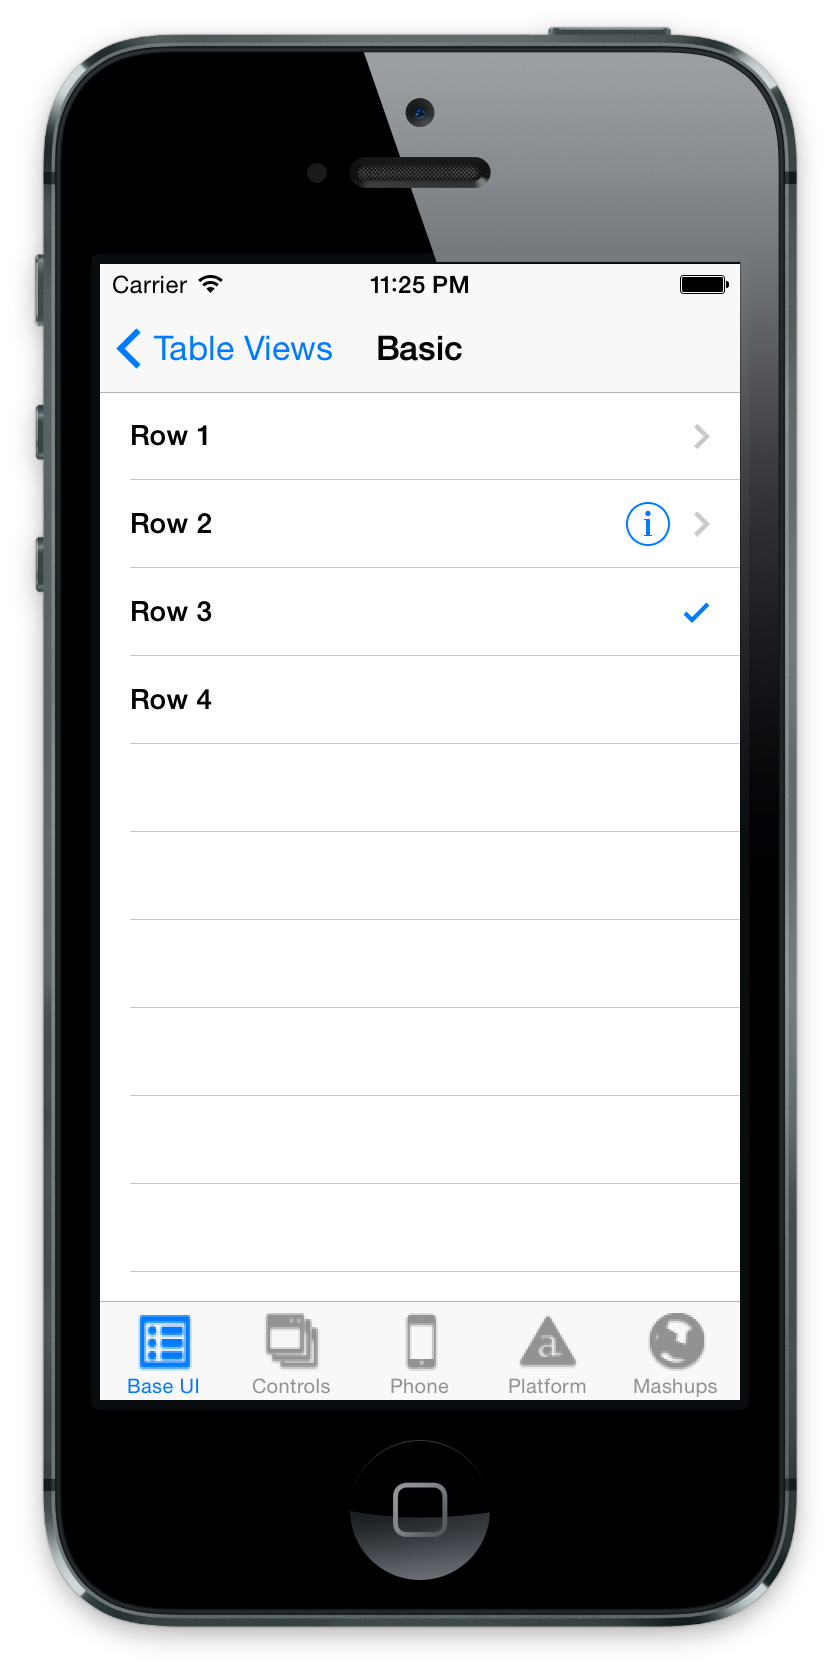 Carrier 11:25 PM
Table Views Basic
Row 1
Row 2
Row 3
Row 4
Base UI Controls Phone Platform Mashups